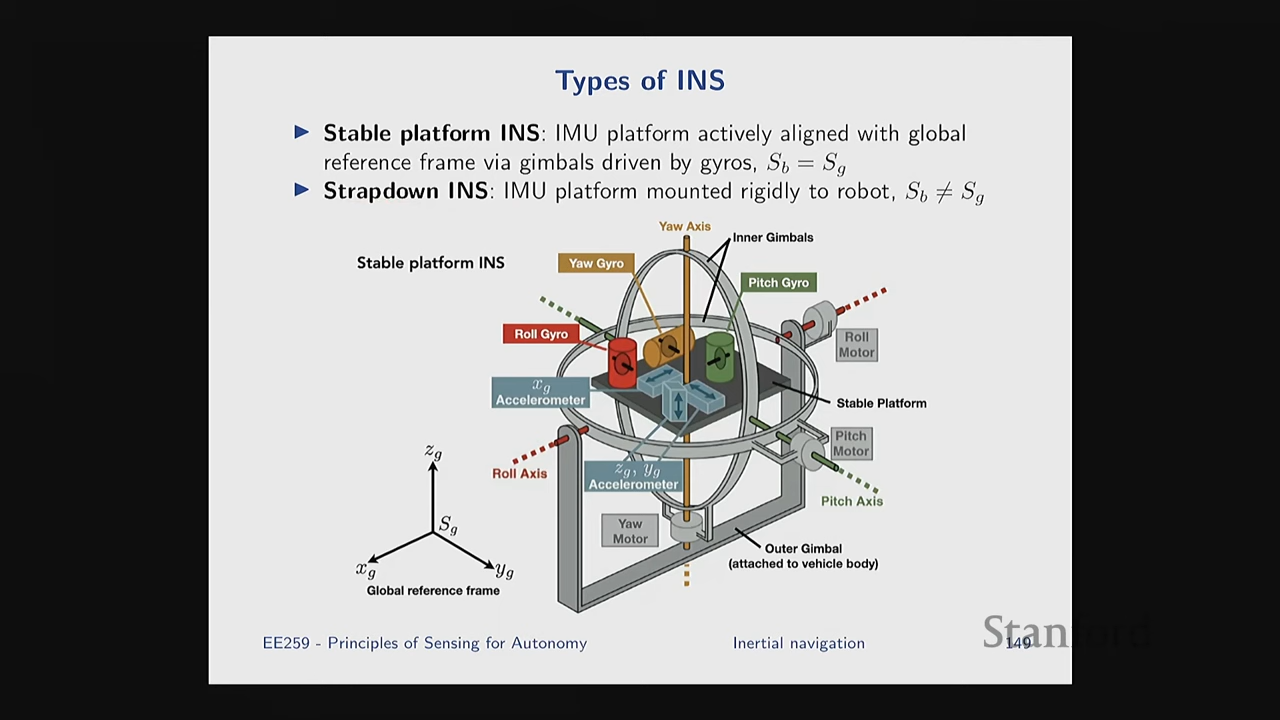 Types of INS
▶ Stable platform INS: IMU platform actively aligned with global
reference frame via gimbals driven by gyros, S_b = S_g
▶ Strapdown INS: IMU platform mounted rigidly to robot, S_b ≠ S_g
Yaw Axis
Inner Gimbals
Stable platform INS
Yaw Gyro
Pitch Gyro
Roll Gyro
Roll
Motor
x_g
Accelerometer
Stable Platform
Pitch
Motor
Roll Axis
z_g, y_g
Accelerometer
Pitch Axis
z_g
S_g
x_g
y_g
Global reference frame
Yaw
Motor
Outer Gimbal
(attached to vehicle body)
EE259 - Principles of Sensing for Autonomy
Inertial navigation
149
Stanford